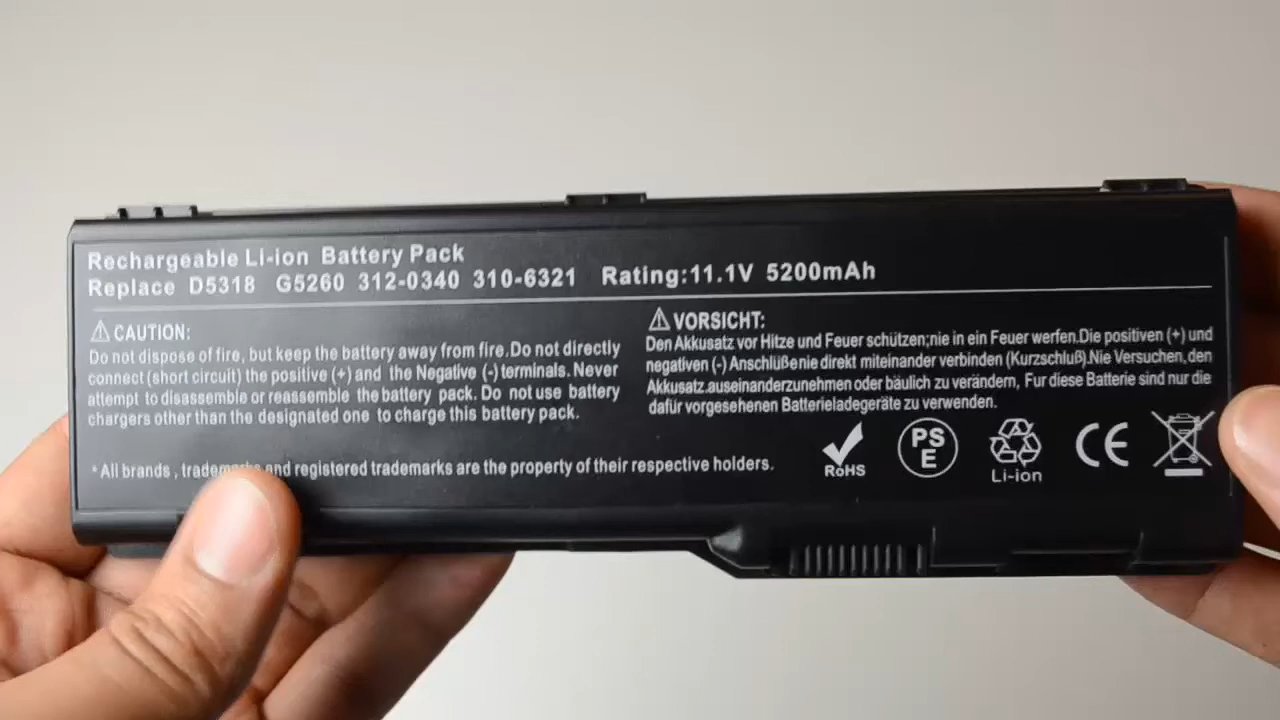 Rechargeable Li-ion Battery Pack
Replace D5318 G5260 312-0340 310-6321 Rating:11.1V 5200mAh
CAUTION:
Do not dispose of fire, but keep the battery away from fire.Do not directly
connect (short circuit) the positive (+) and the Negative (-) terminals. Never
attempt to disassemble or reassemble the battery pack. Do not use battery
chargers other than the designated one to charge this battery pack.
VORSICHT:
Den Akkusatz vor Hitze und Feuer schützen;nie in ein Feuer werfen.Die positiven (+) und
negativen (-) Anschlüßenie direkt miteinander verbinden (Kurzschluß).Nie Versuchen,den
Akkusatz.auseinanderzunehmen oder bäulich zu verändern, Fur diese Batterie sind nur die
dafür vorgesehenen Batterieladegeräte zu verwenden.
*All brands , trademarks and registered trademarks are the property of their respective holders.
RoHS
PS
E
Li-ion
CE